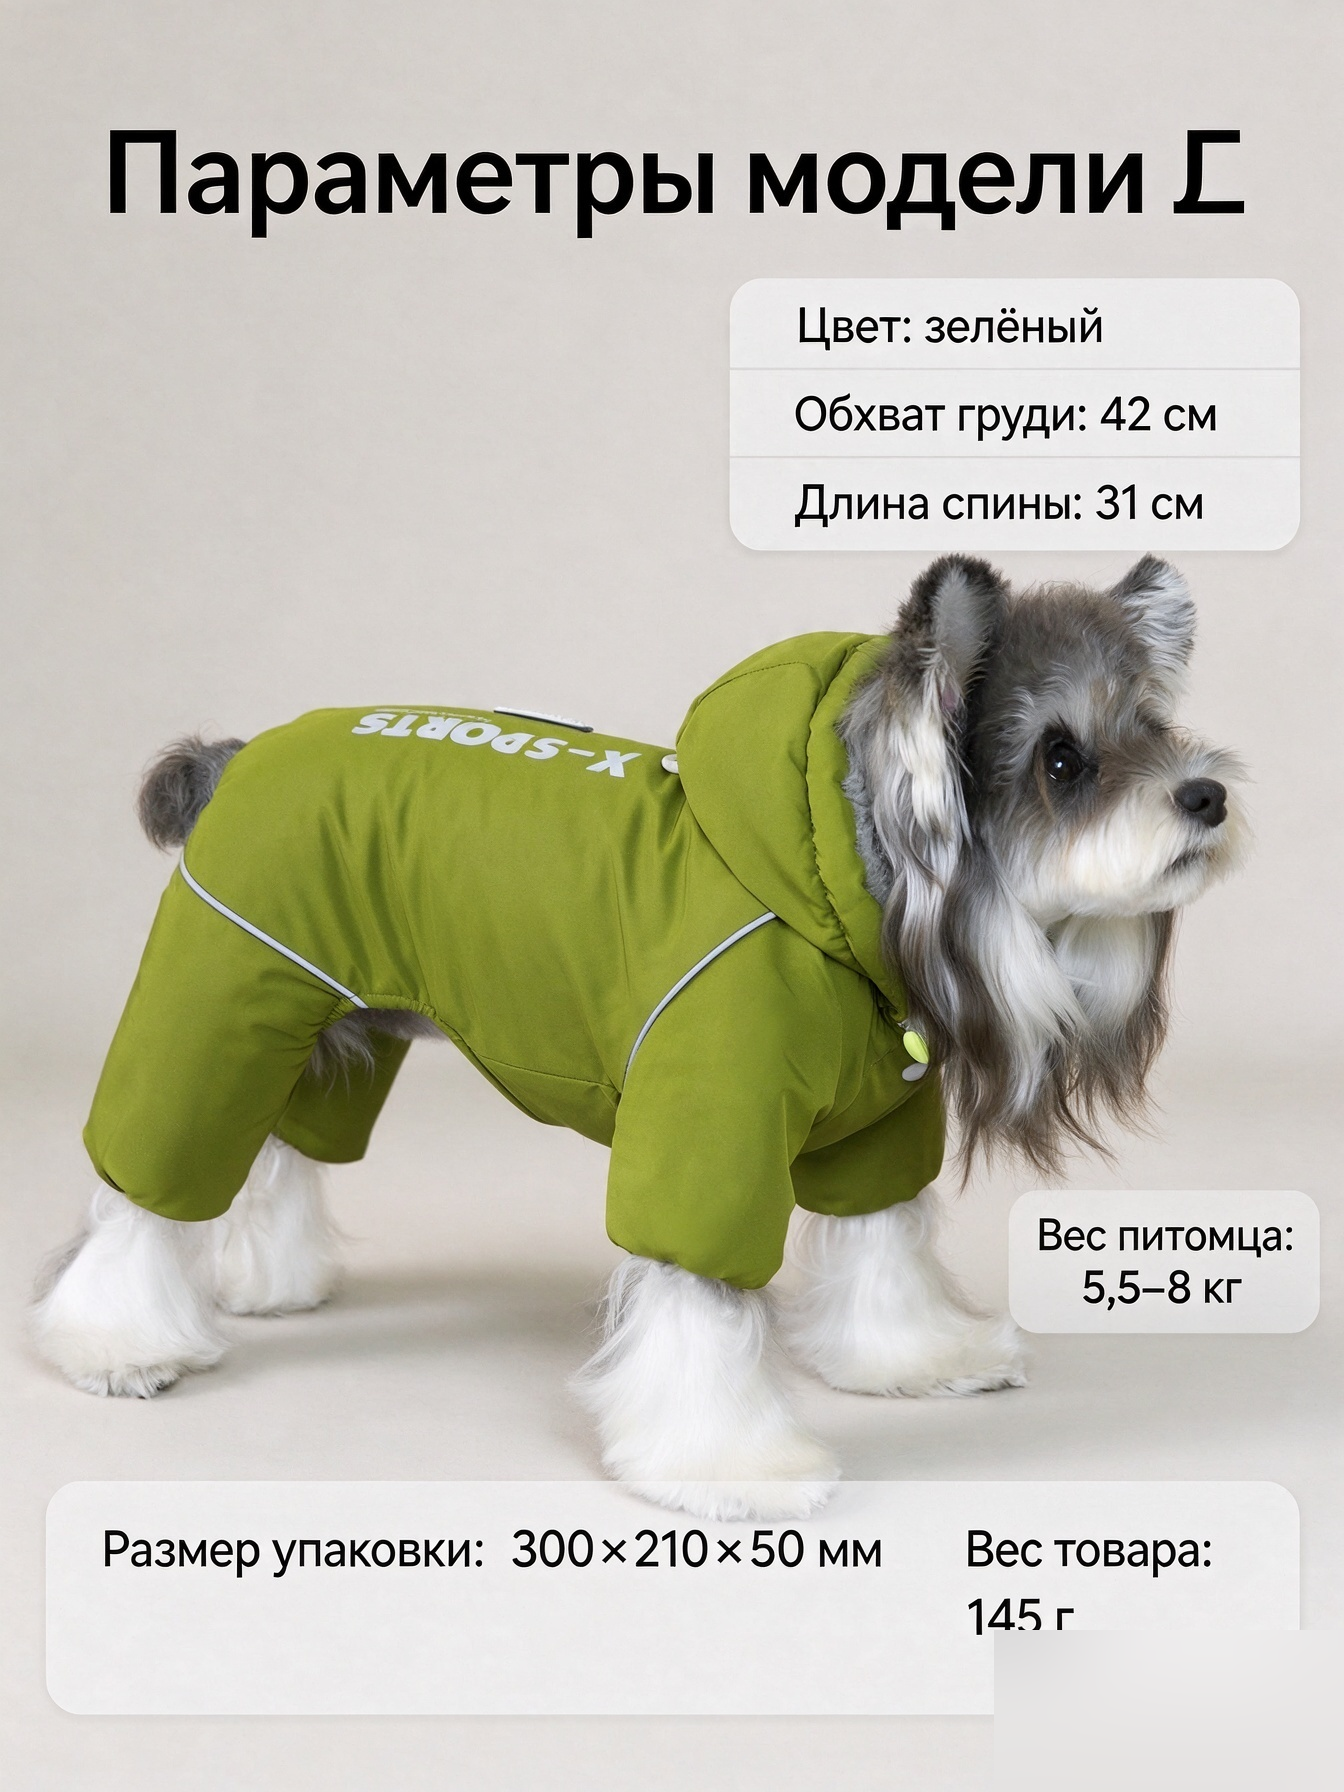 Параметры модели
Цвет: зелёный
Обхват груди: 42 см
Длина спины: 31 см
X-SPORTS
Вес питомца:
5,5–8 кг
Размер упаковки: 300×210×50 мм
Вес товара:
145 г